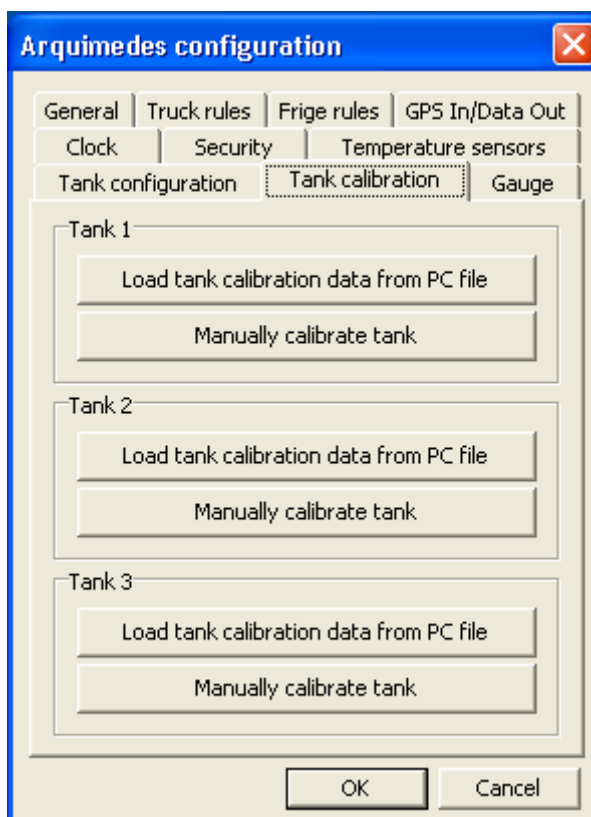 Arquimedes configuration
General Truck rules Frige rules GPS In/Data Out
Clock Security Temperature sensors
Tank configuration Tank calibration Gauge
Tank 1
Load tank calibration data from PC file
Manually calibrate tank
Tank 2
Load tank calibration data from PC file
Manually calibrate tank
Tank 3
Load tank calibration data from PC file
Manually calibrate tank
OK Cancel